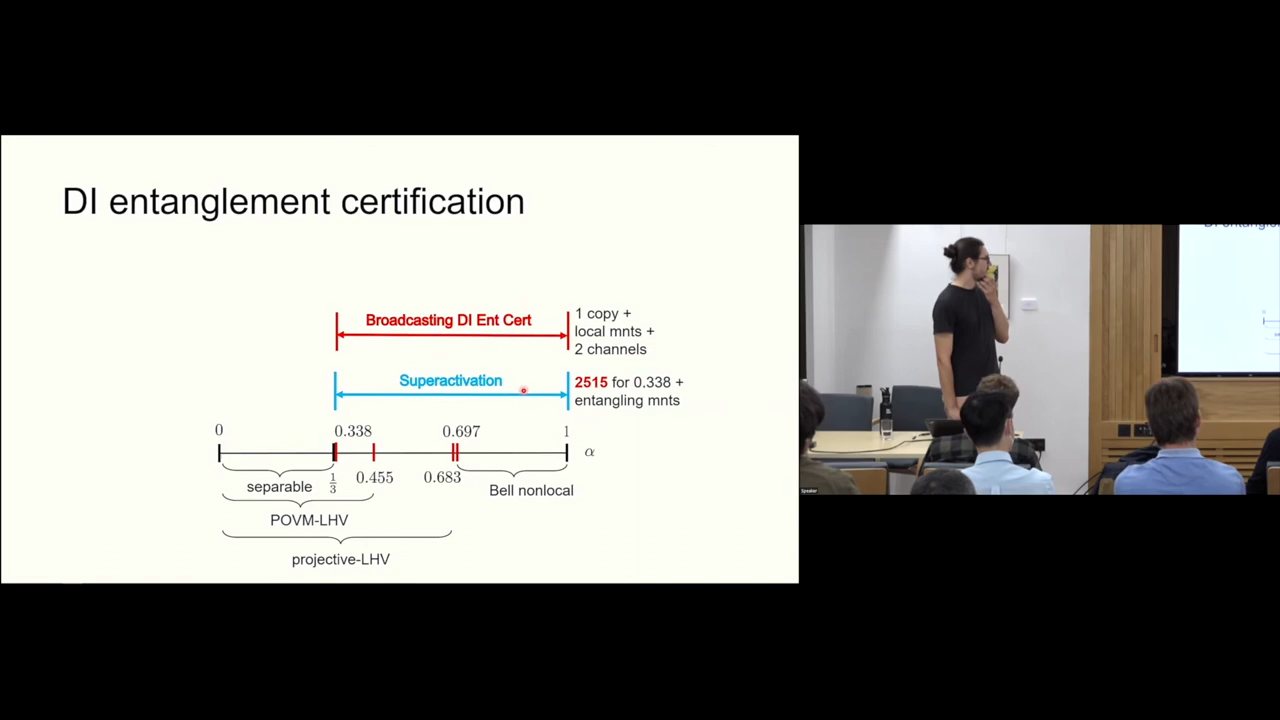 DI entanglement certification
Broadcasting DI Ent Cert
1 copy +
local mnts +
2 channels
Superactivation
2515 for 0.338 +
entangling mnts
0
0.338
0.697
1
α
separable
1/3
0.455
0.683
Bell nonlocal
POVM-LHV
projective-LHV
Speaker